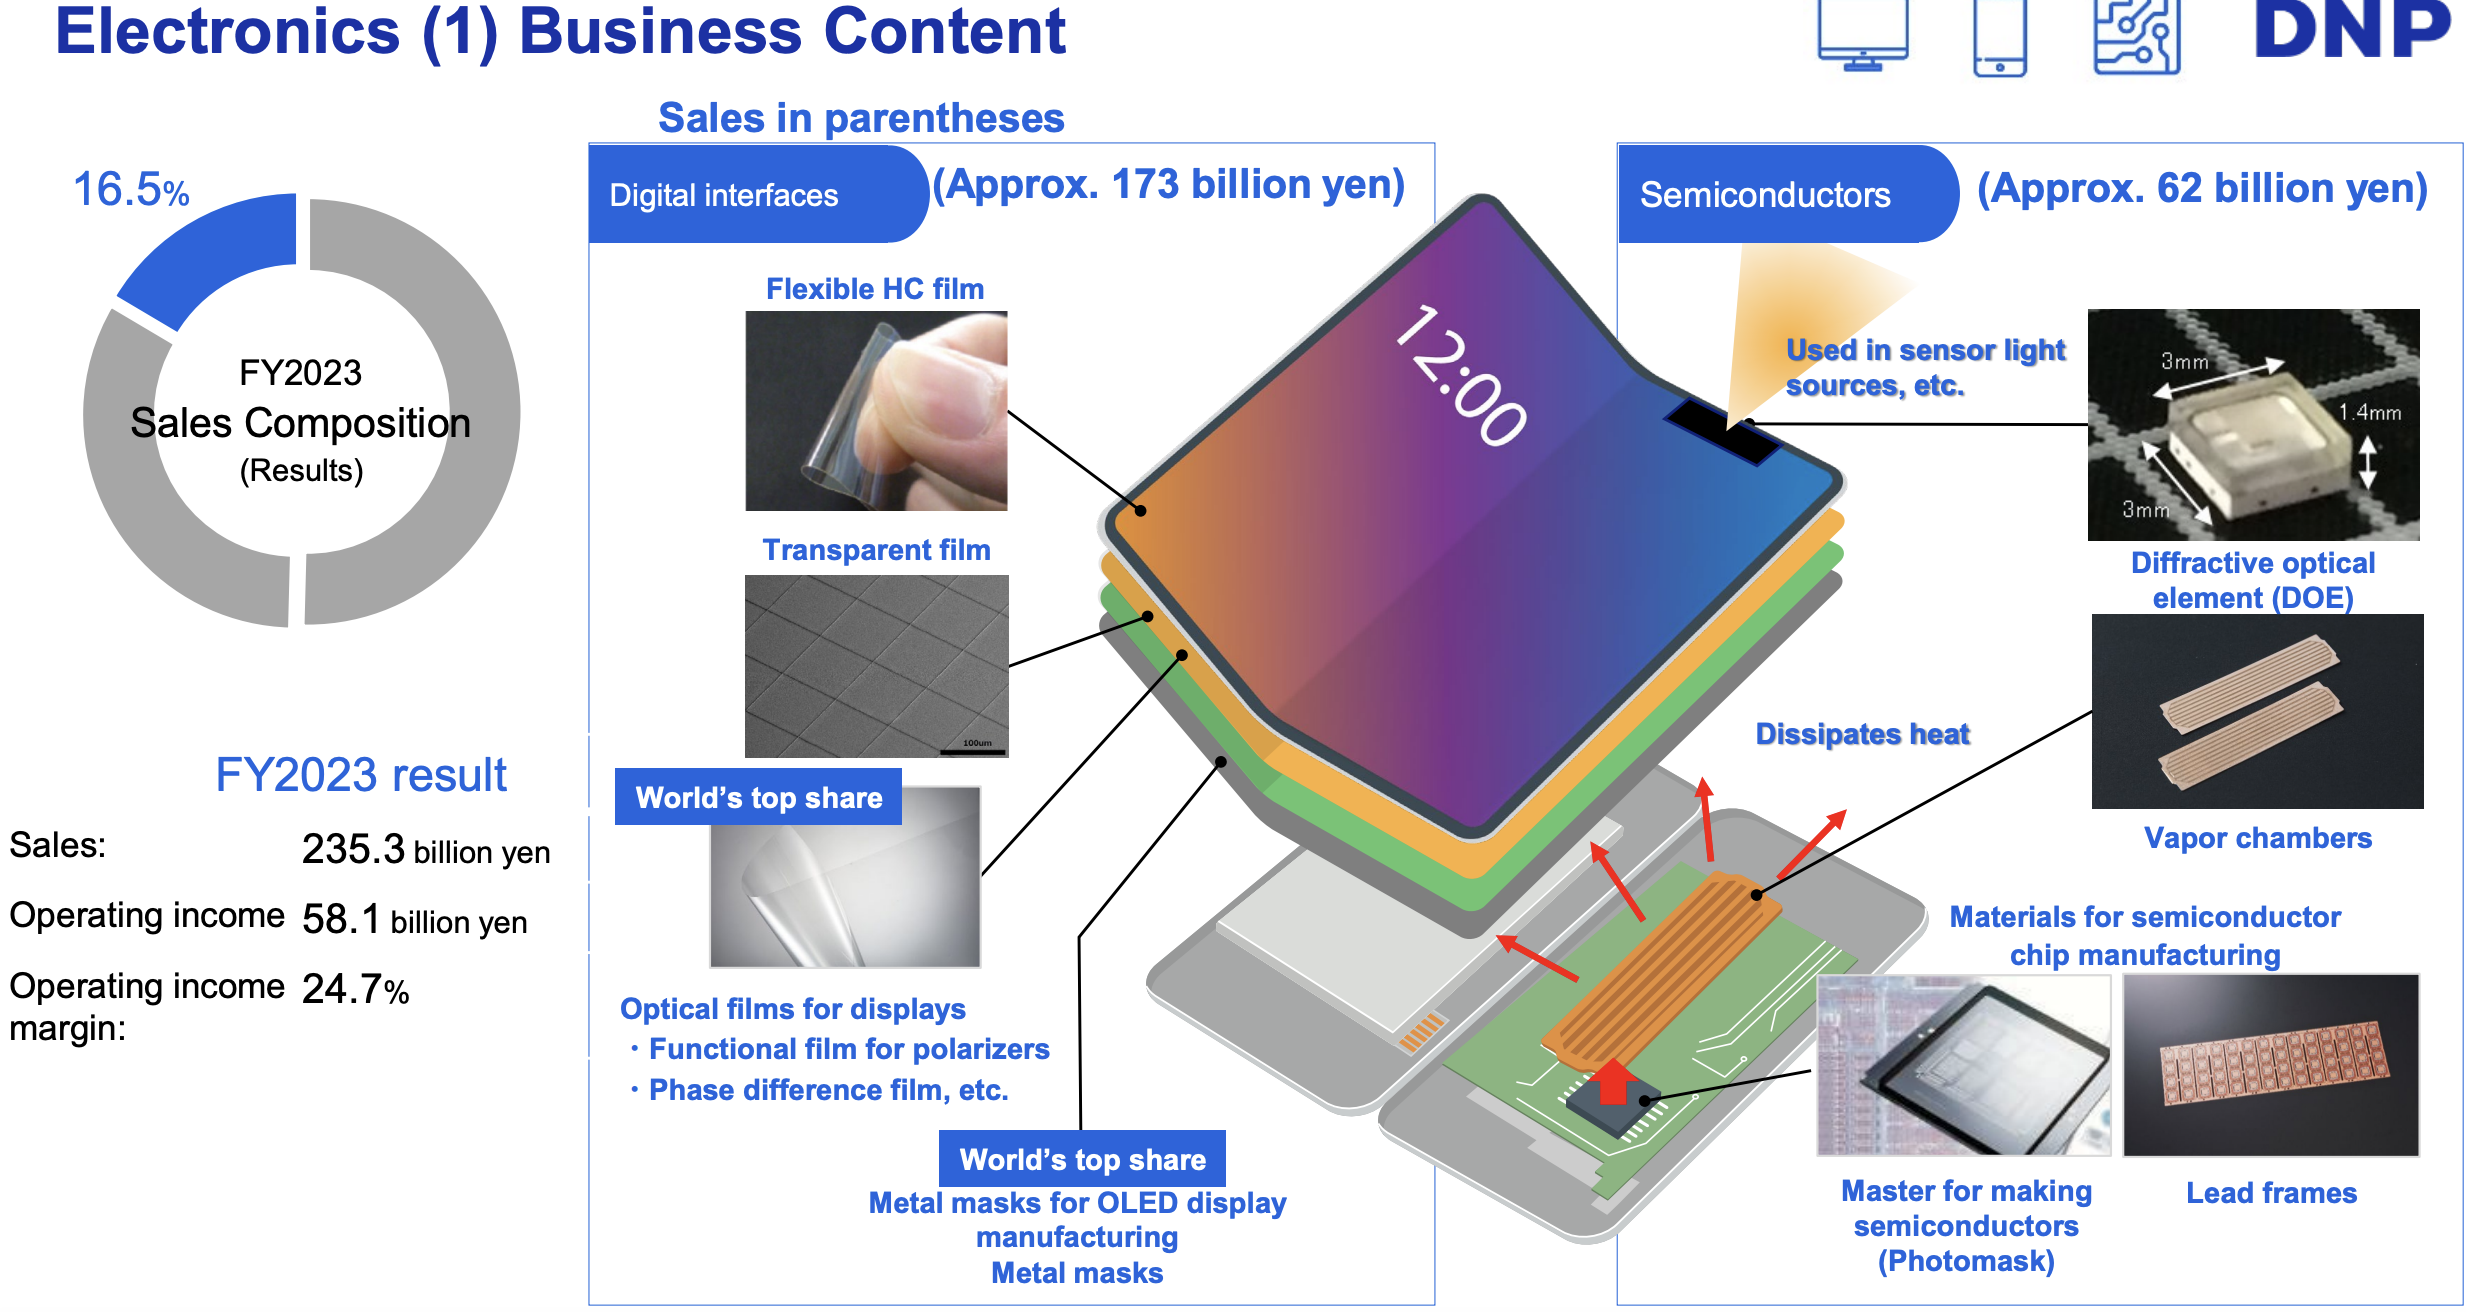 Electronics (1) Business Content
DNP
Sales in parentheses
16.5%
FY2023
Sales Composition
(Results)
FY2023 result
Sales: 235.3 billion yen
Operating income 58.1 billion yen
Operating income 24.7%
margin:
Digital interfaces
(Approx. 173 billion yen)
Flexible HC film
Transparent film
100um
World's top share
Optical films for displays
・Functional film for polarizers
・Phase difference film, etc.
World's top share
Metal masks for OLED display
manufacturing
Metal masks
12:00
Semiconductors
(Approx. 62 billion yen)
Used in sensor light
sources, etc.
3mm
1.4mm
3mm
Diffractive optical
element (DOE)
Dissipates heat
Vapor chambers
Materials for semiconductor
chip manufacturing
Master for making
semiconductors
(Photomask)
Lead frames